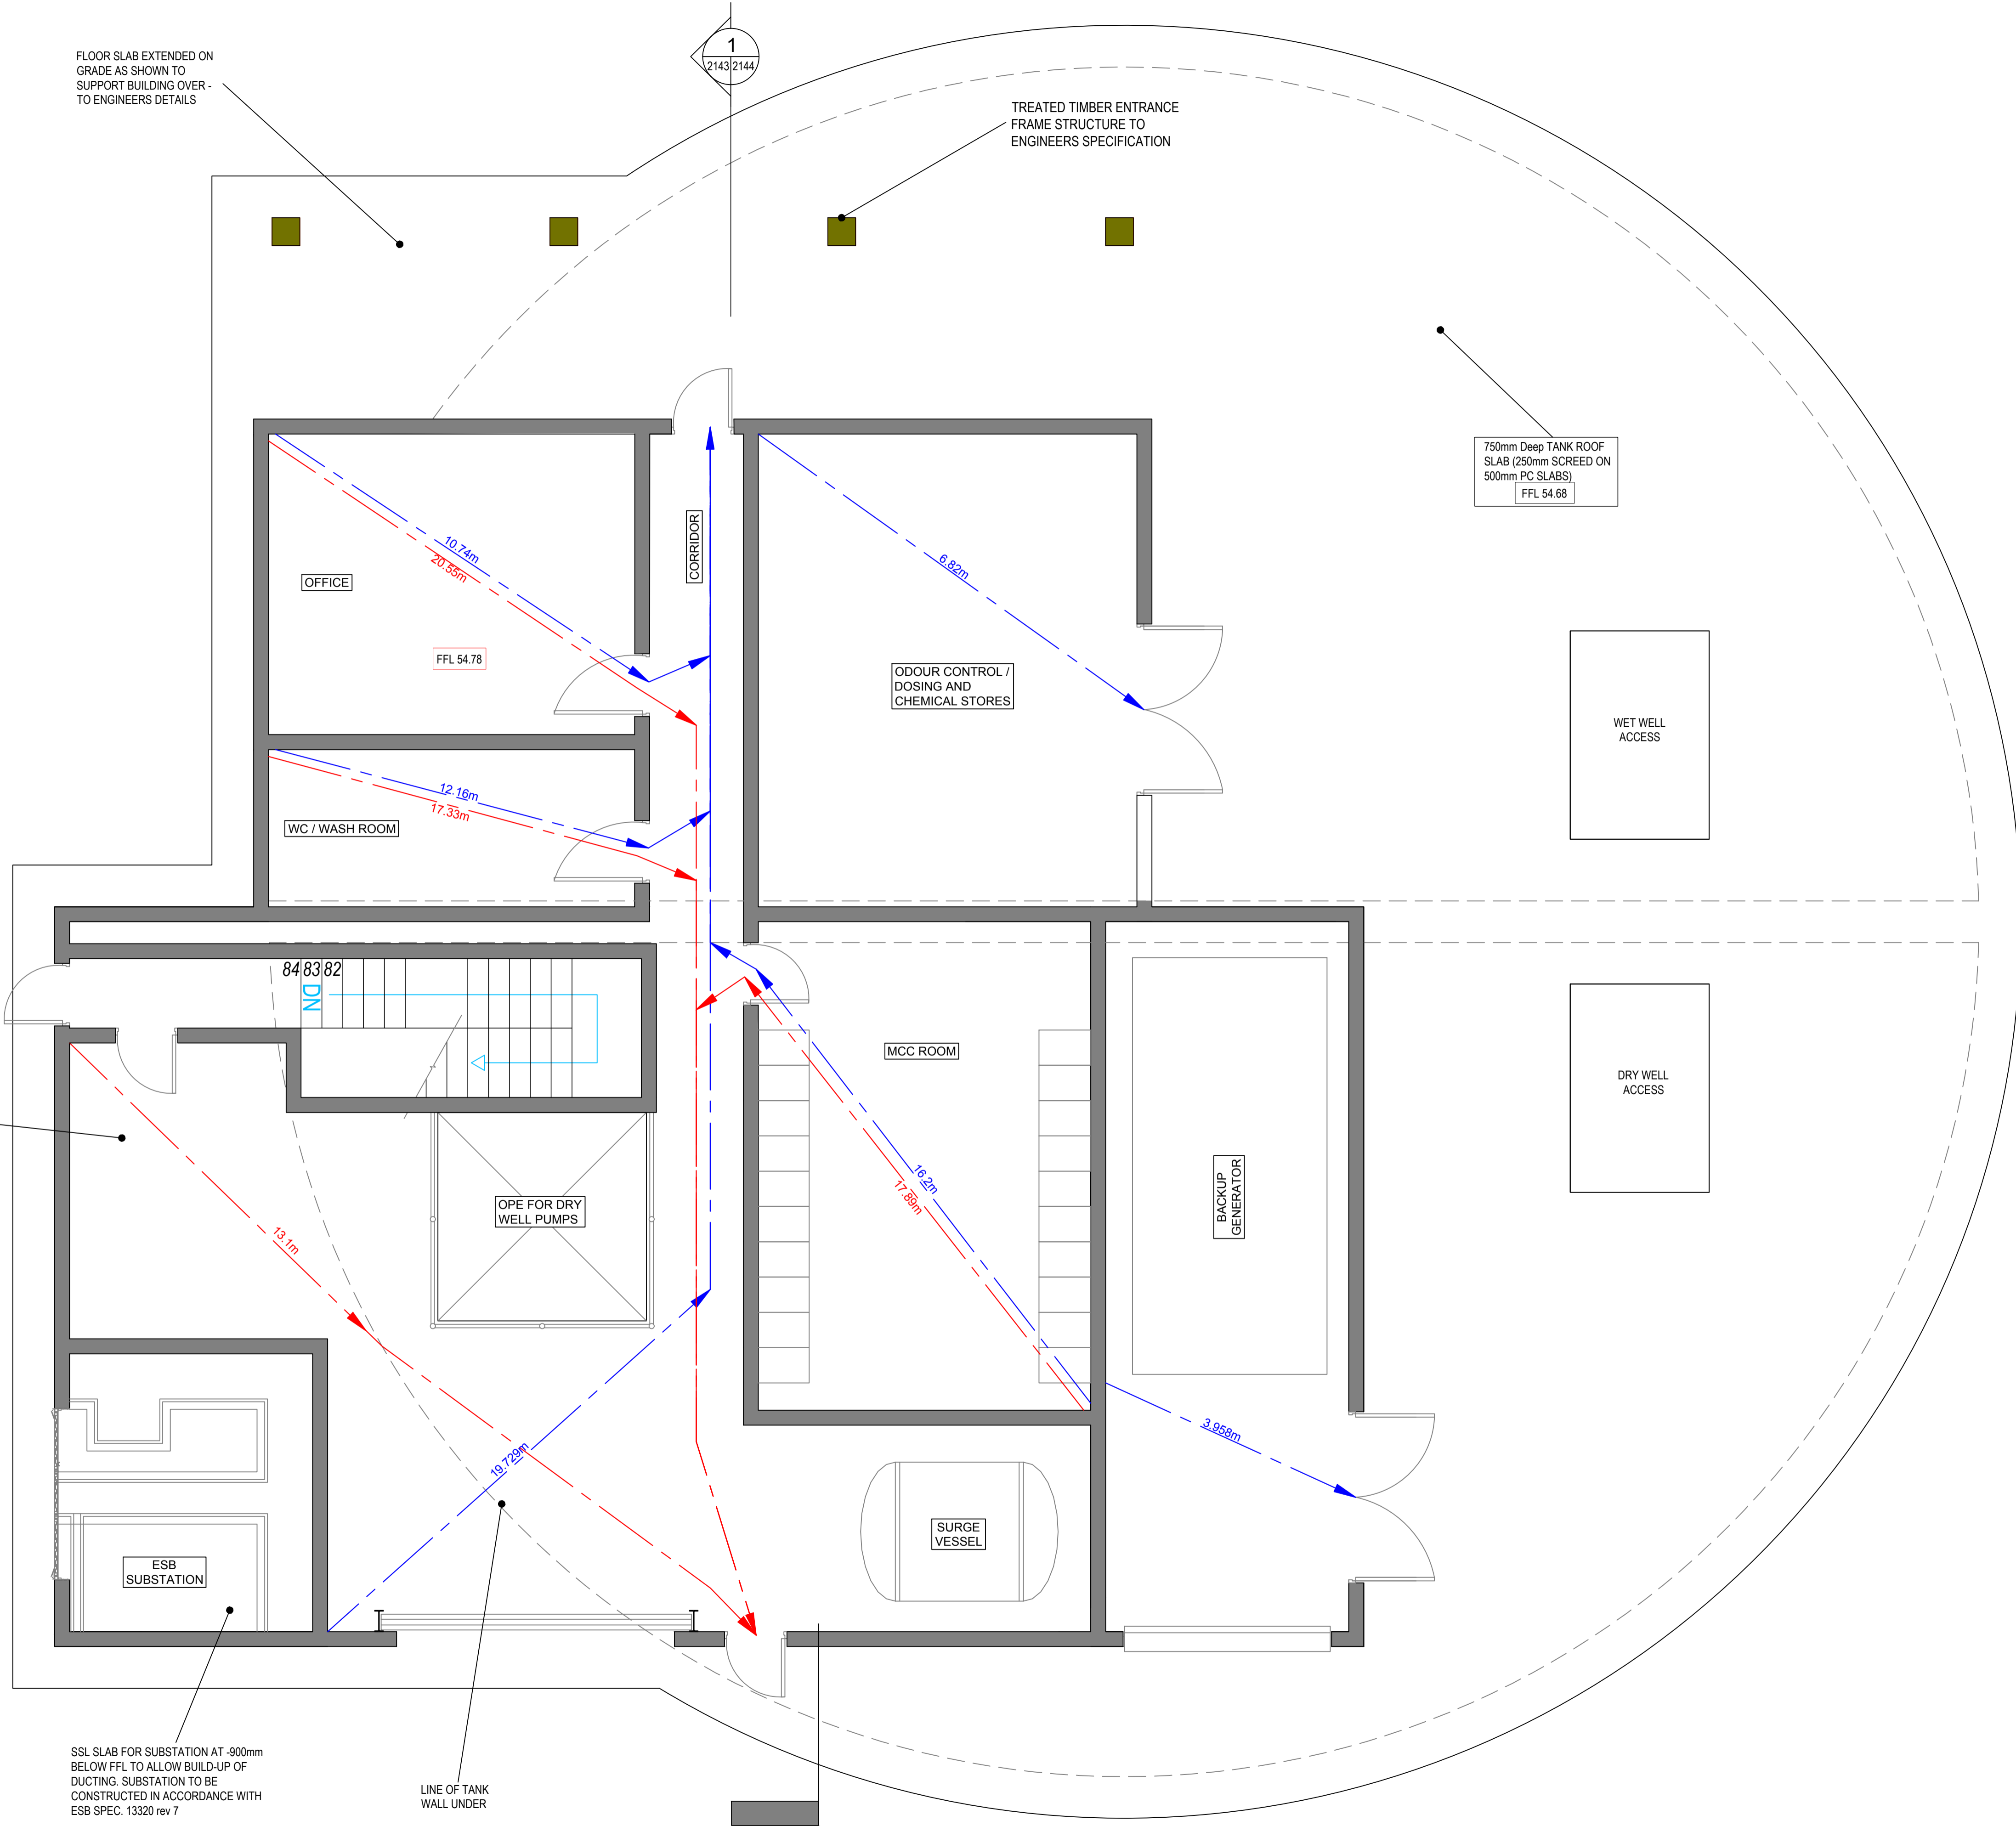 FLOOR SLAB EXTENDED ON
GRADE AS SHOWN TO
SUPPORT BUILDING OVER -
TO ENGINEERS DETAILS
1
2143 2144
TREATED TIMBER ENTRANCE
FRAME STRUCTURE TO
ENGINEERS SPECIFICATION
750mm Deep TANK ROOF
SLAB (250mm SCREED ON
500mm PC SLABS)
FFL 54.68
CORRIDOR
10.74m
20.55m
6.82m
OFFICE
FFL 54.78
ODOUR CONTROL /
DOSING AND
CHEMICAL STORES
WET WELL
ACCESS
12.16m
17.33m
WC / WASH ROOM
84 83 82
DN
MCC ROOM
DRY WELL
ACCESS
16.2m
17.89m
BACKUP
GENERATOR
OPE FOR DRY
WELL PUMPS
13.1m
3.958m
19.729m
SURGE
VESSEL
ESB
SUBSTATION
SSL SLAB FOR SUBSTATION AT -900mm
BELOW FFL TO ALLOW BUILD-UP OF
DUCTING. SUBSTATION TO BE
CONSTRUCTED IN ACCORDANCE WITH
ESB SPEC. 13320 rev 7
LINE OF TANK
WALL UNDER